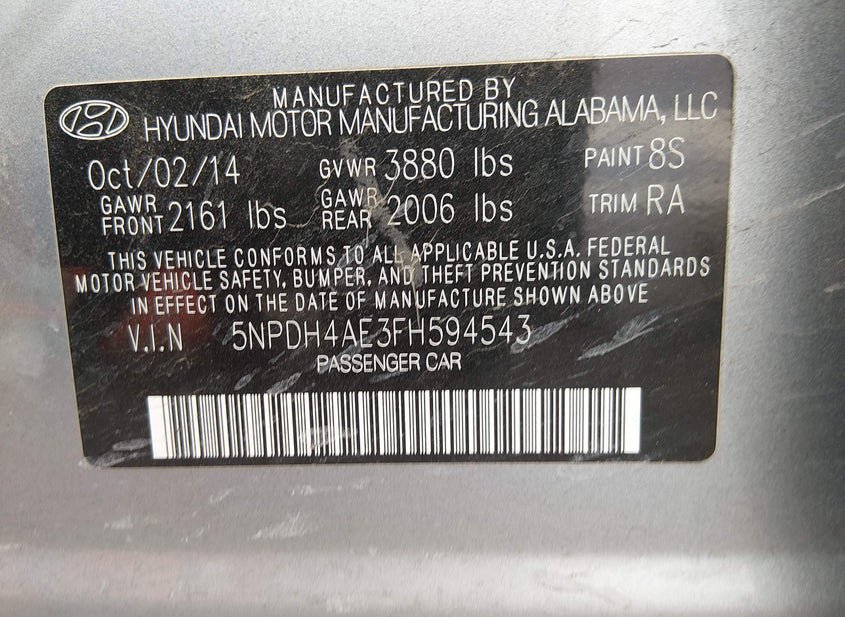 MANUFACTURED BY
HYUNDAI MOTOR MANUFACTURING ALABAMA, LLC
Oct/02/14 GVWR 3880 lbs PAINT 8S
GAWR FRONT 2161 lbs GAWR REAR 2006 lbs TRIM RA
THIS VEHICLE CONFORMS TO ALL APPLICABLE U.S.A. FEDERAL
MOTOR VEHICLE SAFETY, BUMPER, AND THEFT PREVENTION STANDARDS
IN EFFECT ON THE DATE OF MANUFACTURE SHOWN ABOVE
V.I.N 5NPDH4AE3FH594543
PASSENGER CAR